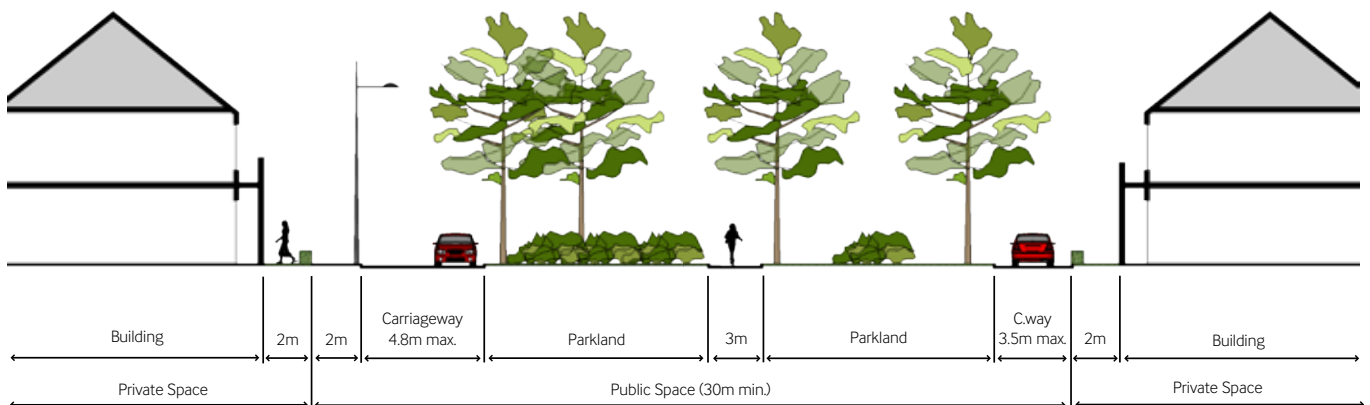 Building
2m
2m
Carriageway
4.8m max.
Parkland
3m
Parkland
C.way
3.5m max.
2m
Building
Private Space
Public Space (30m min.)
Private Space